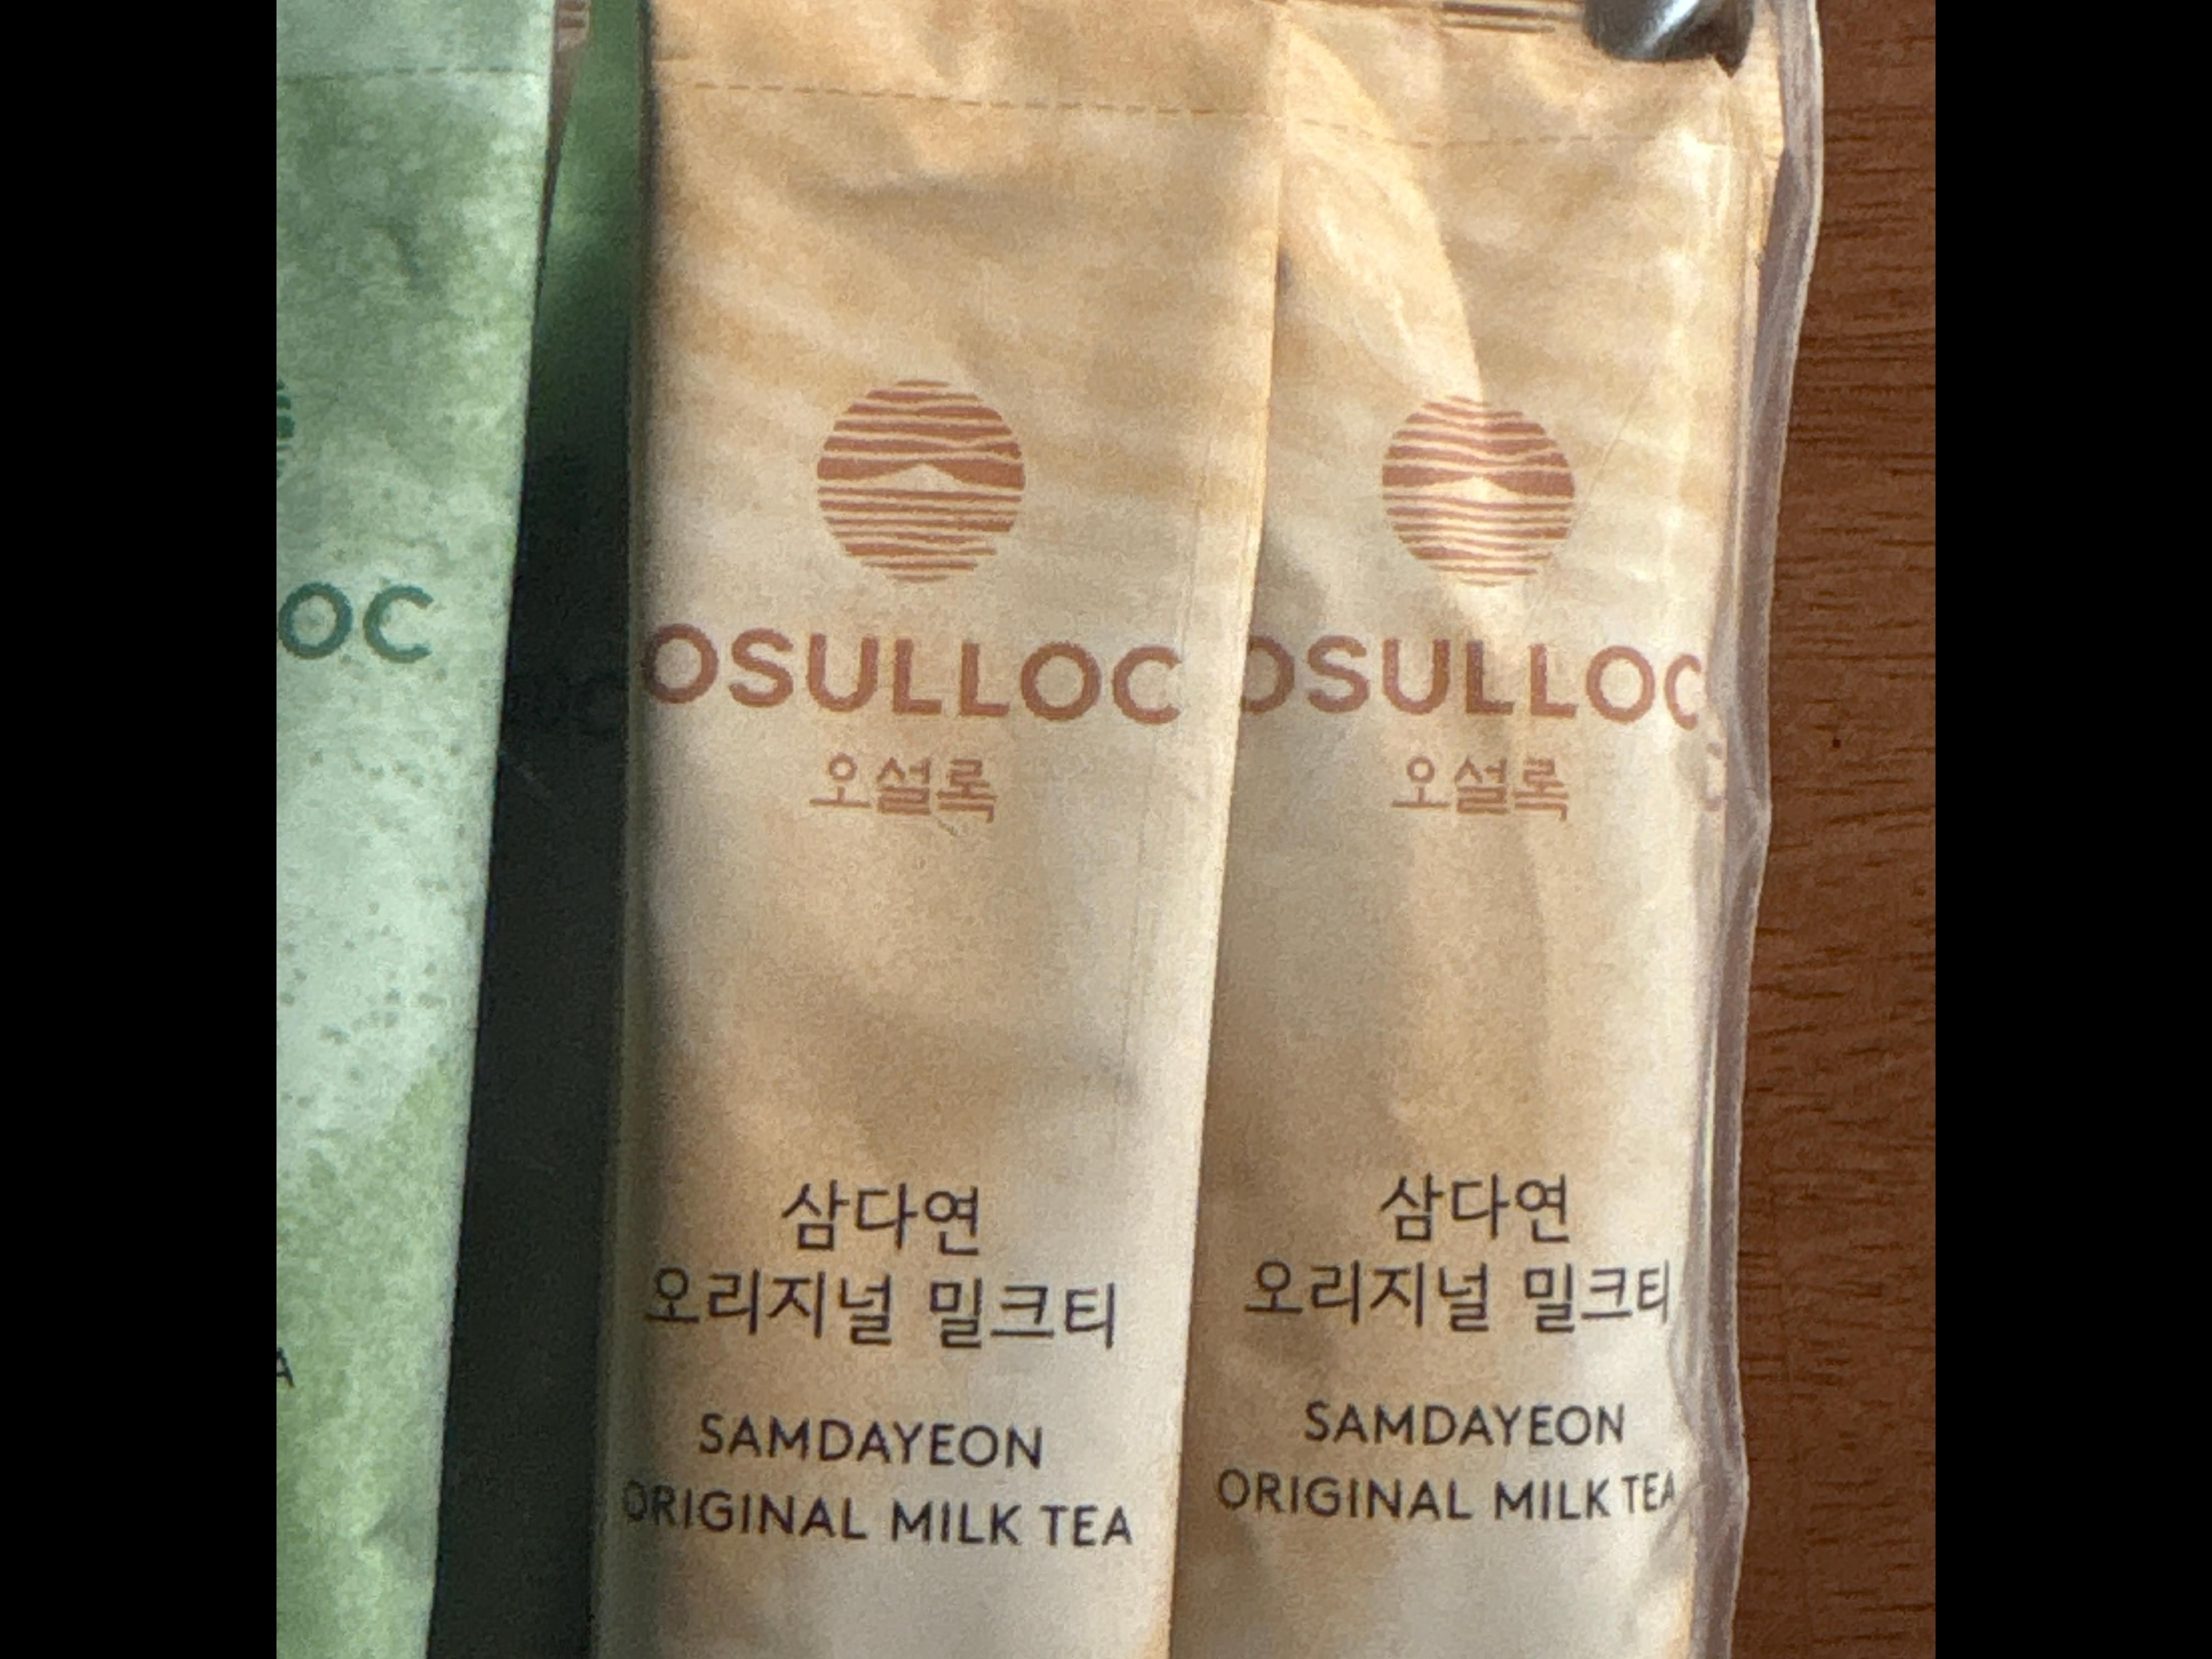 OC
A
OSULLOC
오설록
삼다연
오리지널 밀크티
SAMDAYEON
ORIGINAL MILK TEA
OSULLOC
오설록
삼다연
오리지널 밀크티
SAMDAYEON
ORIGINAL MILK TEA